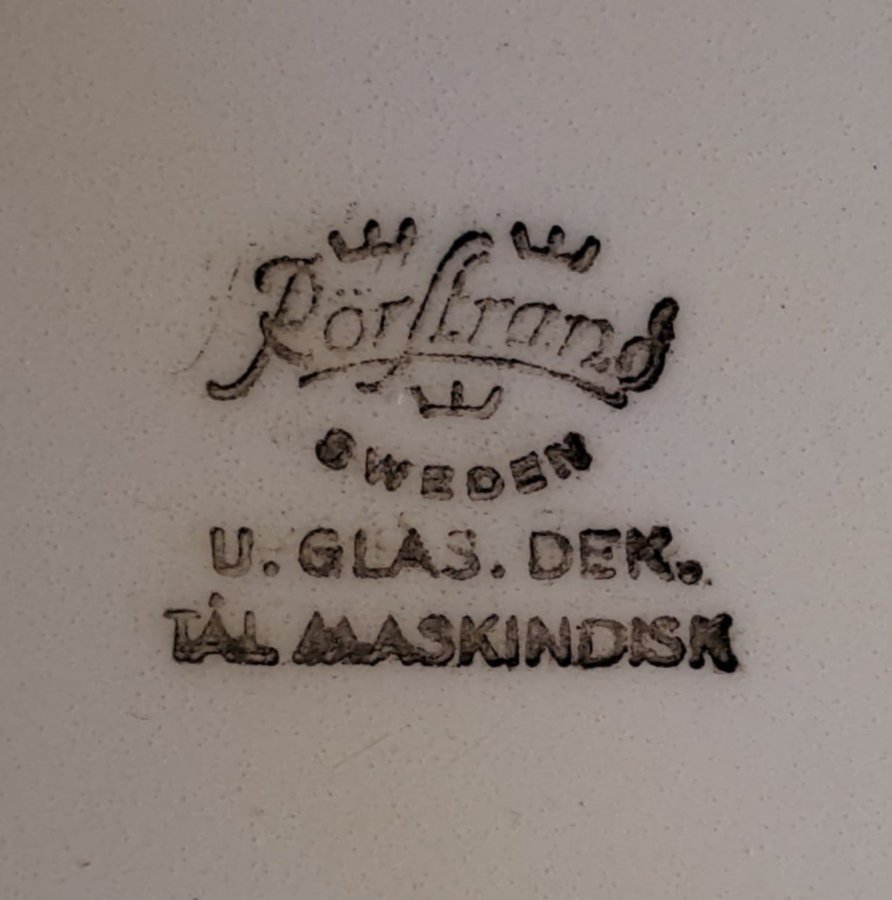 Rörstrand
SWEDEN
U. GLAS. DEK.
TÅL MASKINDISK